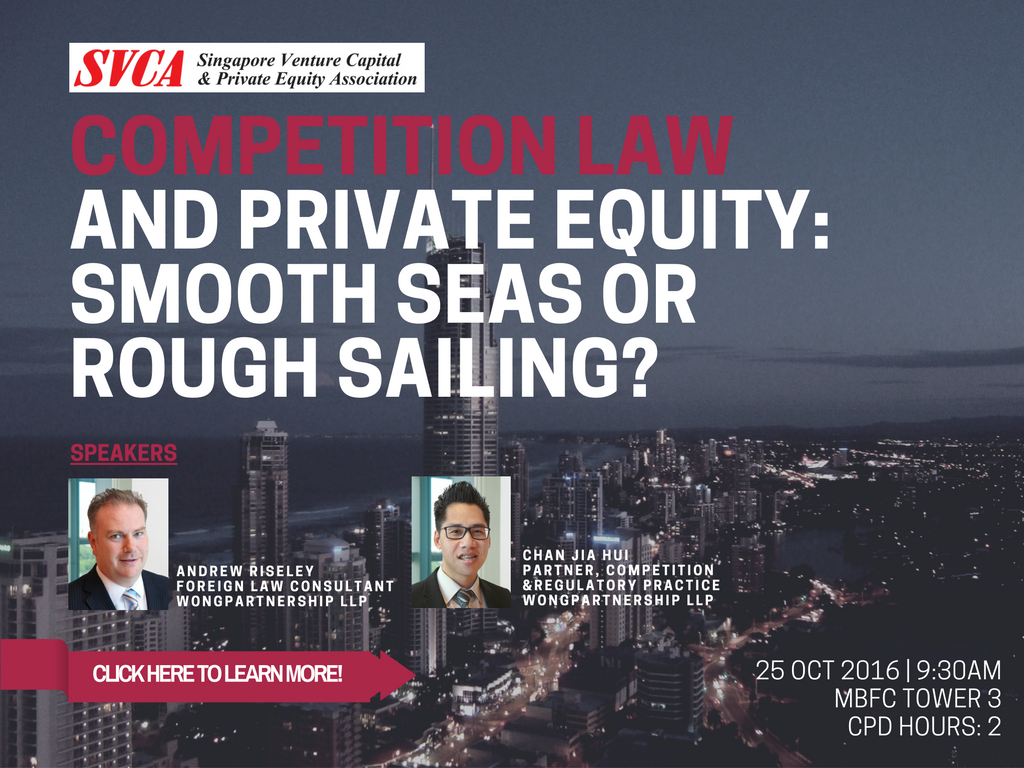 SVCA Singapore Venture Capital
& Private Equity Association
COMPETITION LAW
AND PRIVATE EQUITY:
SMOOTH SEAS OR
ROUGH SAILING?
SPEAKERS
ANDREW RISELEY
FOREIGN LAW CONSULTANT
WONGPARTNERSHIP LLP
CHAN JIA HUI
PARTNER, COMPETITION
&REGULATORY PRACTICE
WONGPARTNERSHIP LLP
CLICK HERE TO LEARN MORE!
25 OCT 2016 | 9:30AM
MBFC TOWER 3
CPD HOURS: 2